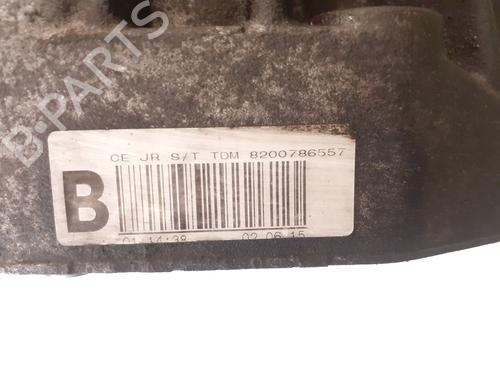 CE JR S/T TDM 8200786557
B
01:14:38 02.06.15
B-PARTS